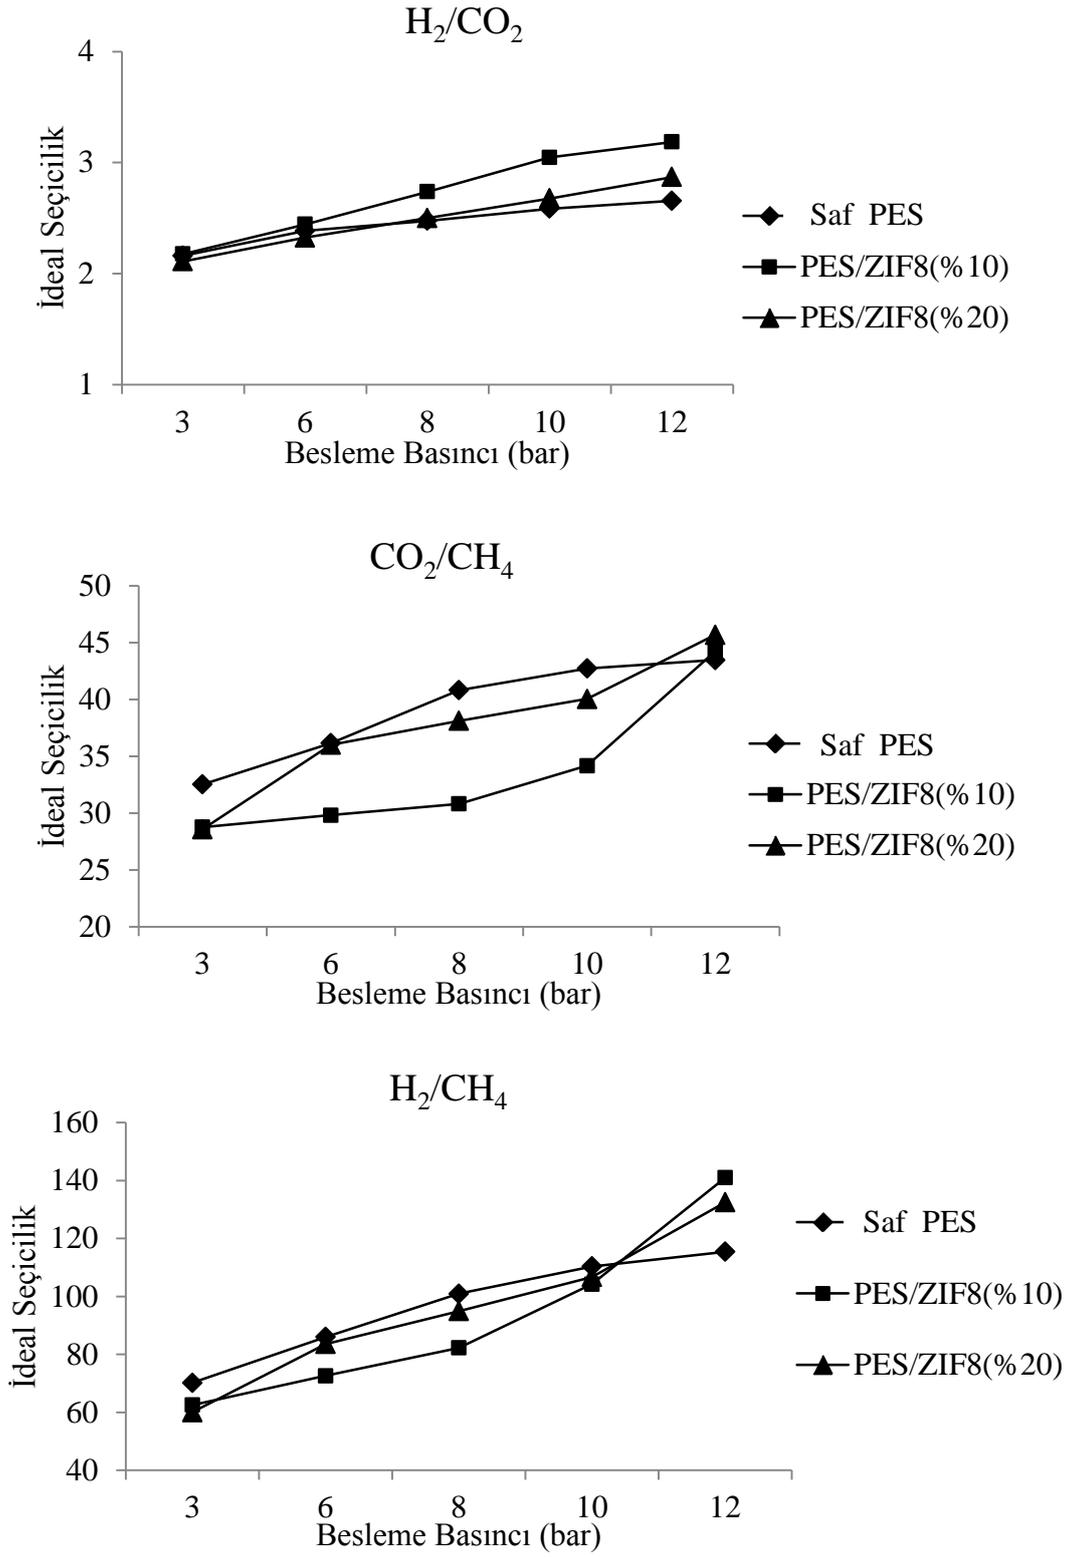 H2/CO2
4
3
2
1
İdeal Seçicilik
3 6 8 10 12
Besleme Basıncı (bar)
Saf PES
PES/ZIF8(%10)
PES/ZIF8(%20)
CO2/CH4
50
45
40
35
30
25
20
İdeal Seçicilik
3 6 8 10 12
Besleme Basıncı (bar)
Saf PES
PES/ZIF8(%10)
PES/ZIF8(%20)
H2/CH4
160
140
120
100
80
60
40
İdeal Seçicilik
3 6 8 10 12
Besleme Basıncı (bar)
Saf PES
PES/ZIF8(%10)
PES/ZIF8(%20)